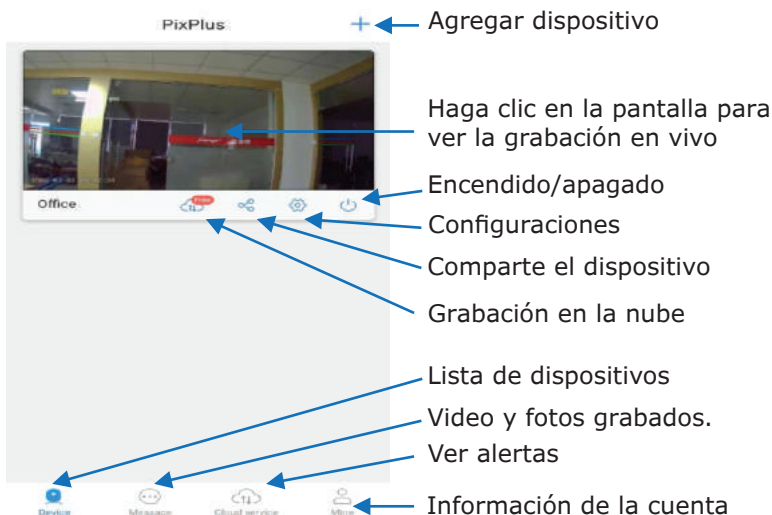 PixPlus
Agregar dispositivo
Haga clic en la pantalla para
ver la grabación en vivo
Encendido/apagado
Office
Free
Configuraciones
Comparte el dispositivo
Grabación en la nube
Lista de dispositivos
Video y fotos grabados.
Ver alertas
Device
Message
Cloud service
Mine
Información de la cuenta